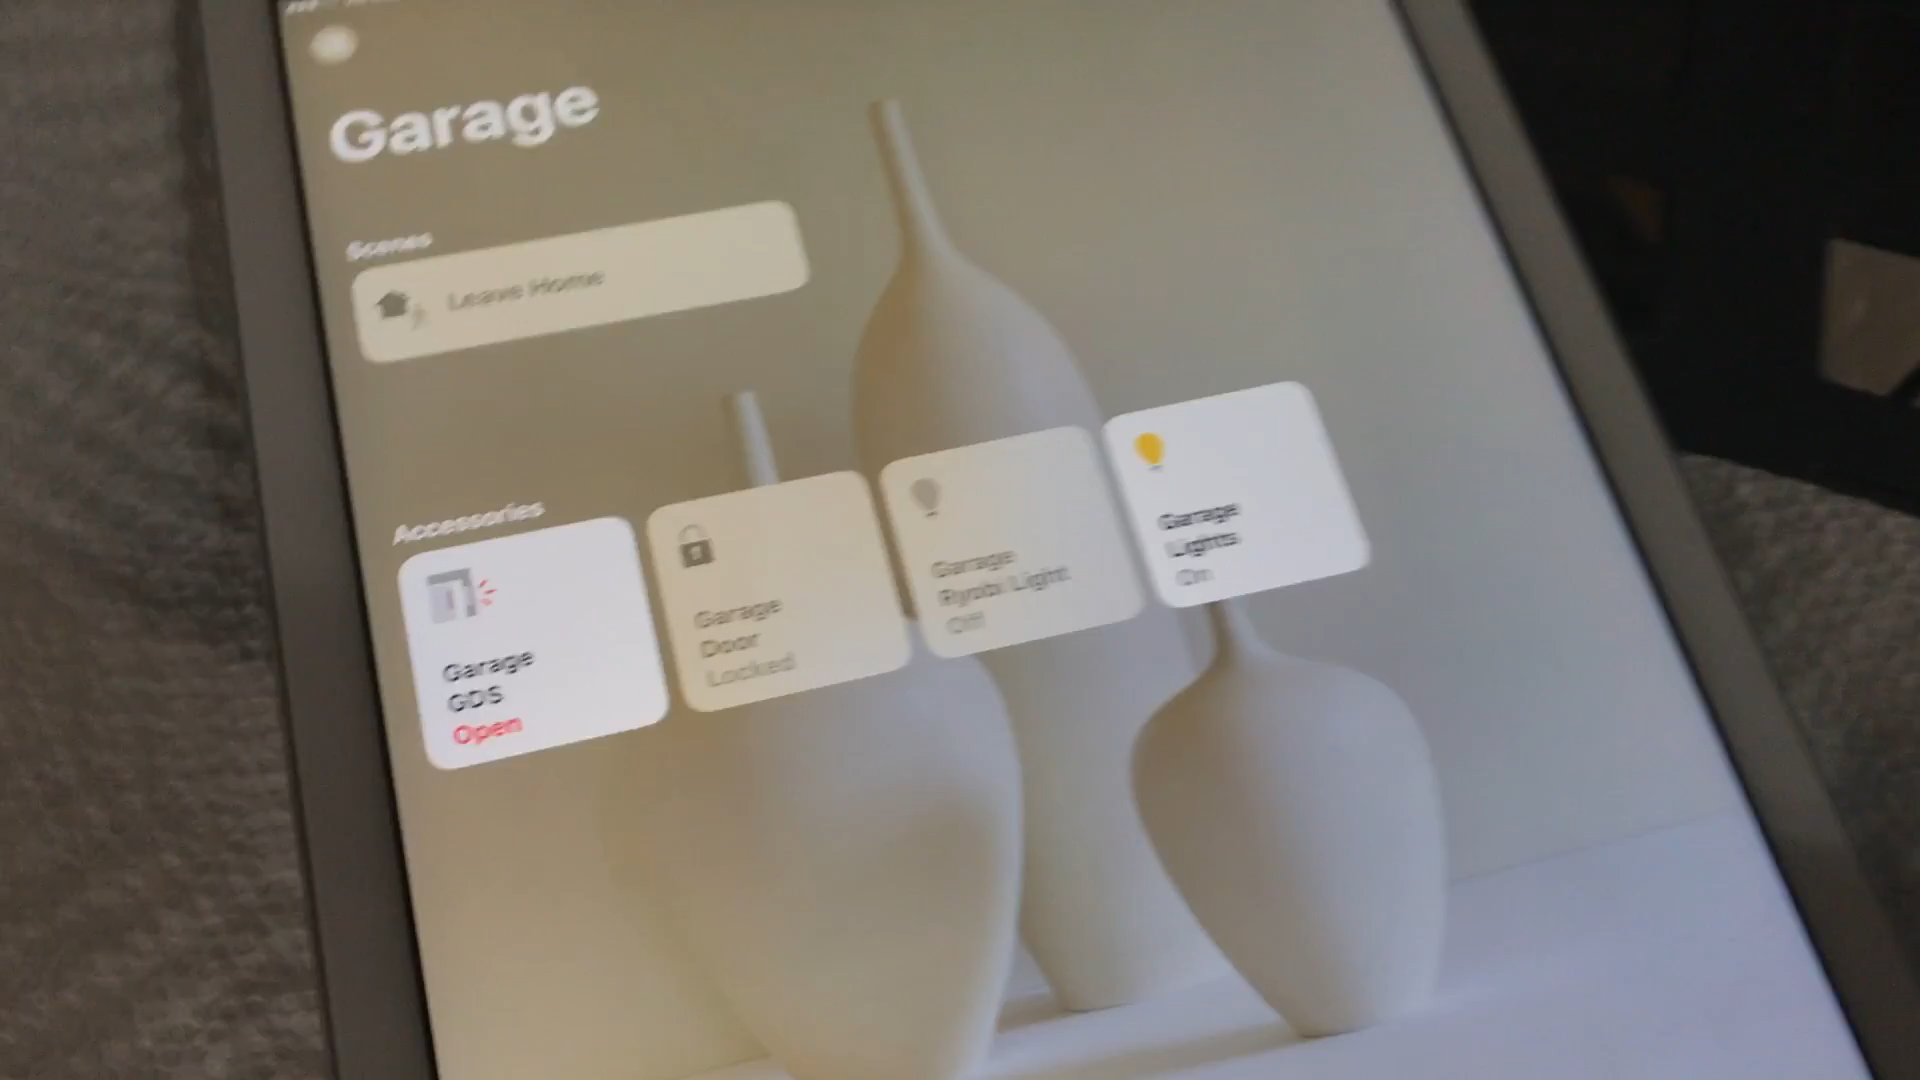 Garage
Scenes
Leave Home
Accessories
Garage
GDS
Open
Garage
Door
Locked
Garage
Ryobi Light
Off
Garage
Lights
On